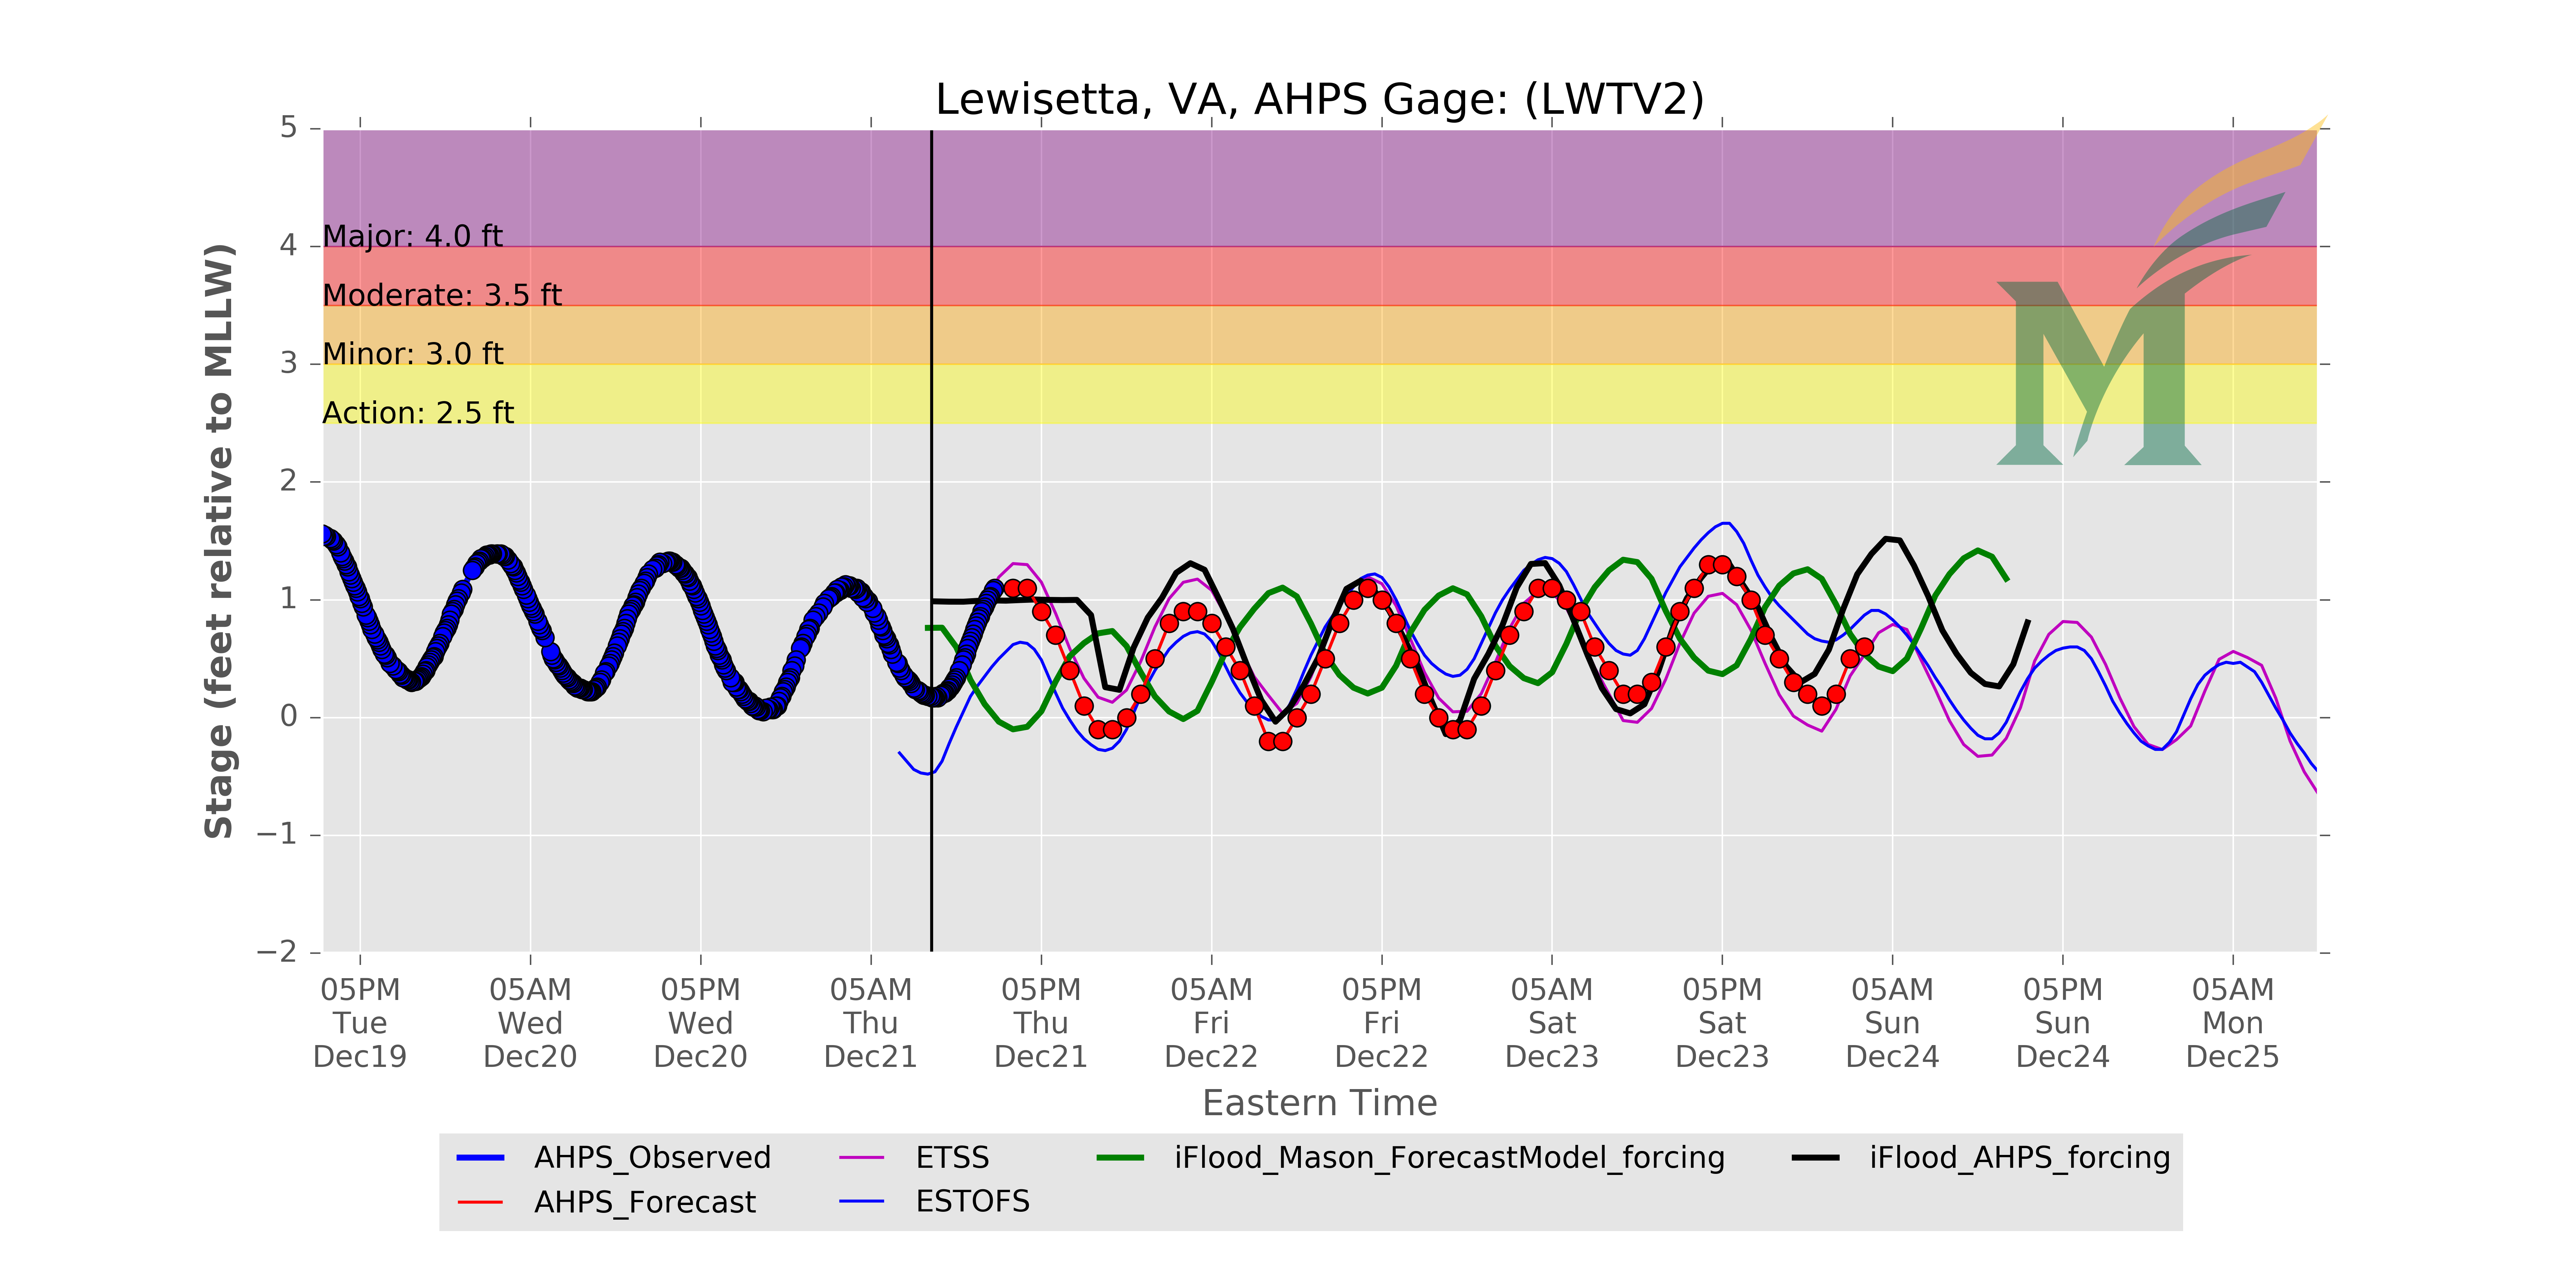 Lewisetta, VA, AHPS Gage: (LWTV2)
5
4
3
2
1
0
−1
−2
Stage (feet relative to MLLW)
Major: 4.0 ft
Moderate: 3.5 ft
Minor: 3.0 ft
Action: 2.5 ft
M
05PM 05AM 05PM 05AM 05PM 05AM 05PM 05AM 05PM 05AM 05PM 05AM
Tue Wed Wed Thu Thu Fri Fri Sat Sat Sun Sun Mon
Dec19 Dec20 Dec20 Dec21 Dec21 Dec22 Dec22 Dec23 Dec23 Dec24 Dec24 Dec25
Eastern Time
AHPS_Observed ETSS iFlood_Mason_ForecastModel_forcing iFlood_AHPS_forcing
AHPS_Forecast ESTOFS